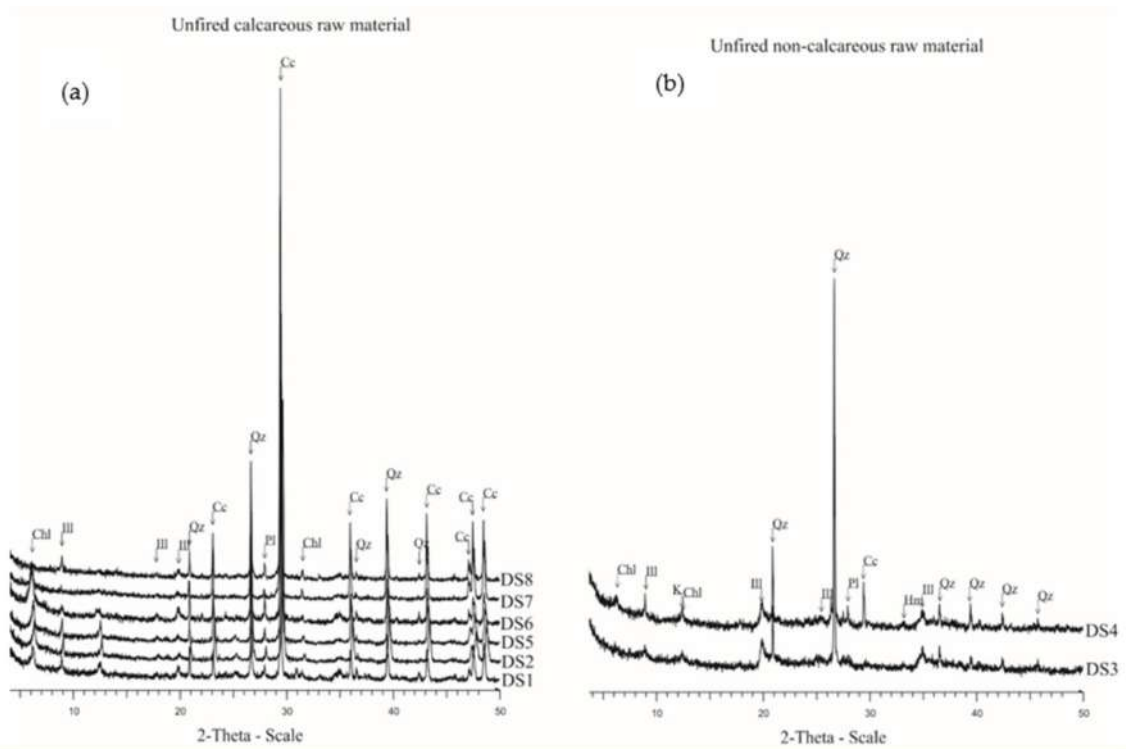 Unfired calcareous raw material
(a)
Cc
Qz
Qz
Cc
Cc
Cc
Cc
Cc
Chl
Ill
Ill
Ill
Qz
Pl
Chl
Qz
Qz
Cc
DS8
DS7
DS6
DS5
DS2
DS1
10
20
30
40
50
2-Theta - Scale
Unfired non-calcareous raw material
(b)
Qz
Qz
Chl
Ill
K
Chl
Ill
Ill
Pl
Cc
Hm
Ill
Qz
Qz
Qz
Qz
DS4
DS3
10
20
30
40
50
2-Theta - Scale